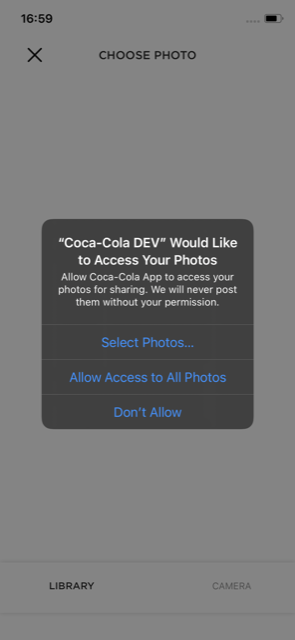 16:59
CHOOSE PHOTO
“Coca-Cola DEV” Would Like
to Access Your Photos
Allow Coca-Cola App to access your
photos for sharing. We will never post
them without your permission.
Select Photos...
Allow Access to All Photos
Don't Allow
LIBRARY
CAMERA